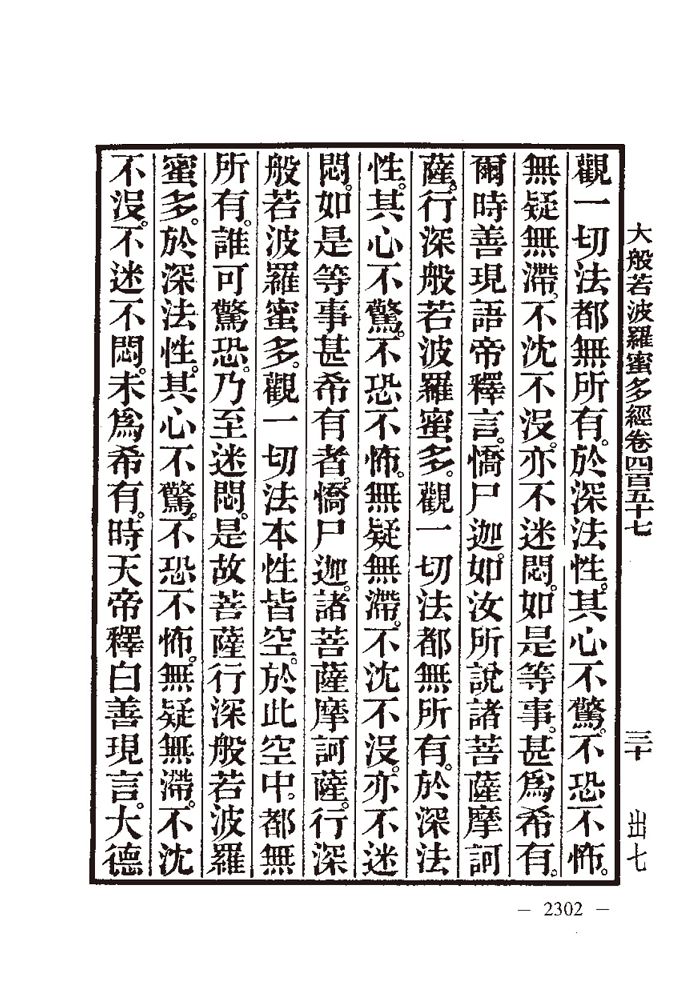 大般若波羅蜜多經卷四百五十七　三十　出七
觀一切法都無所有。於深法性。其心不驚。不恐不怖。
無疑無滯。不沈不沒。亦不迷悶。如是等事。甚爲希有。
爾時善現語帝釋言。憍尸迦。如汝所說諸菩薩摩訶
薩。行深般若波羅蜜多。觀一切法都無所有。於深法
性。其心不驚。不恐不怖。無疑無滯。不沈不沒。亦不迷
悶。如是等事甚希有者。憍尸迦。諸菩薩摩訶薩。行深
般若波羅蜜多。觀一切法本性皆空。於此空中。都無
所有。誰可驚恐。乃至迷悶。是故菩薩行深般若波羅
蜜多。於深法性。其心不驚。不恐不怖。無疑無滯。不沈
不沒。不迷不悶。未爲希有。時天帝釋白善現言。大德
— 2302 —